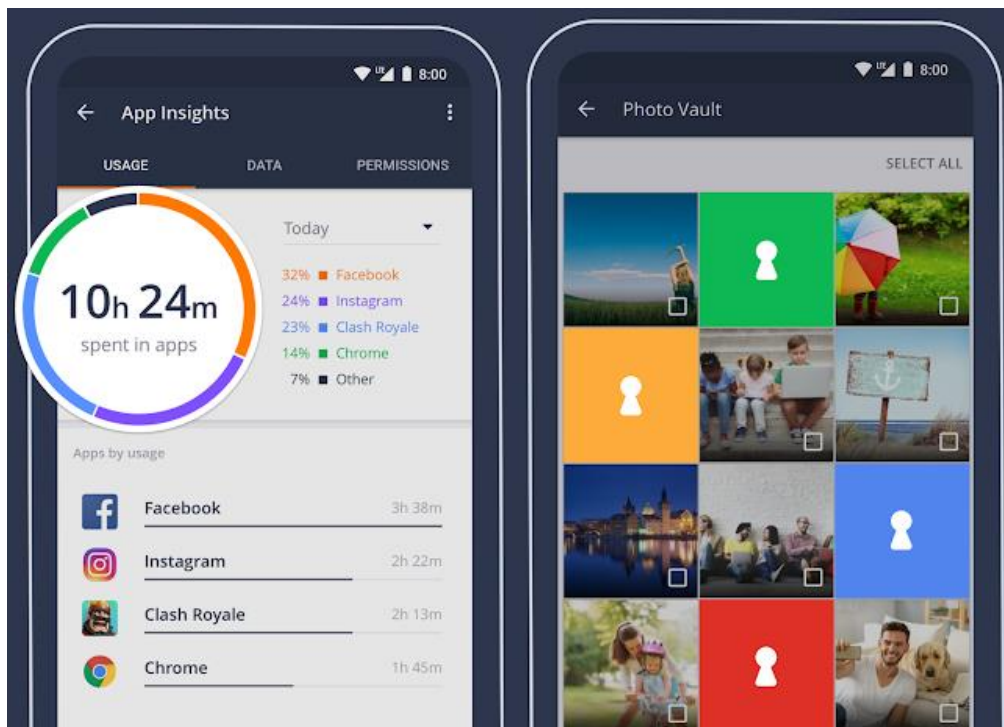 LTE 8:00
App Insights
USAGE DATA PERMISSIONS
10h 24m
spent in apps
Today
32% Facebook
24% Instagram
23% Clash Royale
14% Chrome
7% Other
Apps by usage
Facebook 3h 38m
Instagram 2h 22m
Clash Royale 2h 13m
Chrome 1h 45m
LTE 8:00
Photo Vault
SELECT ALL